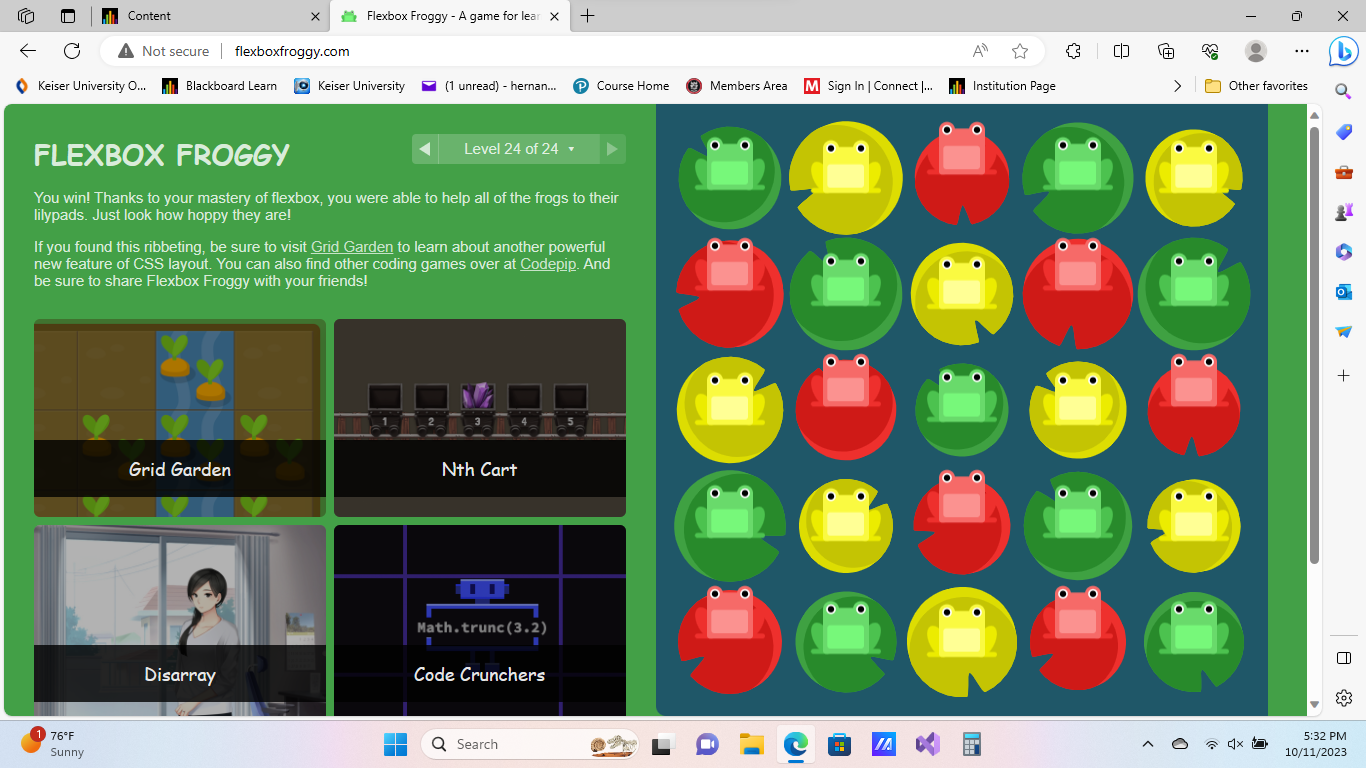 Content
Flexbox Froggy - A game for lear
Not secure
flexboxfroggy.com
Keiser University O...
Blackboard Learn
Keiser University
(1 unread) - hernan...
Course Home
Members Area
Sign In | Connect |...
Institution Page
Other favorites
FLEXBOX FROGGY
Level 24 of 24
You win! Thanks to your mastery of flexbox, you were able to help all of the frogs to their
lilypads. Just look how hoppy they are!
If you found this ribbeting, be sure to visit Grid Garden to learn about another powerful
new feature of CSS layout. You can also find other coding games over at Codepip. And
be sure to share Flexbox Froggy with your friends!
1 2 3 4 5
Grid Garden
Nth Cart
Math.trunc(3.2)
Disarray
Code Crunchers
1
76°F
Sunny
Search
5:32 PM
10/11/2023